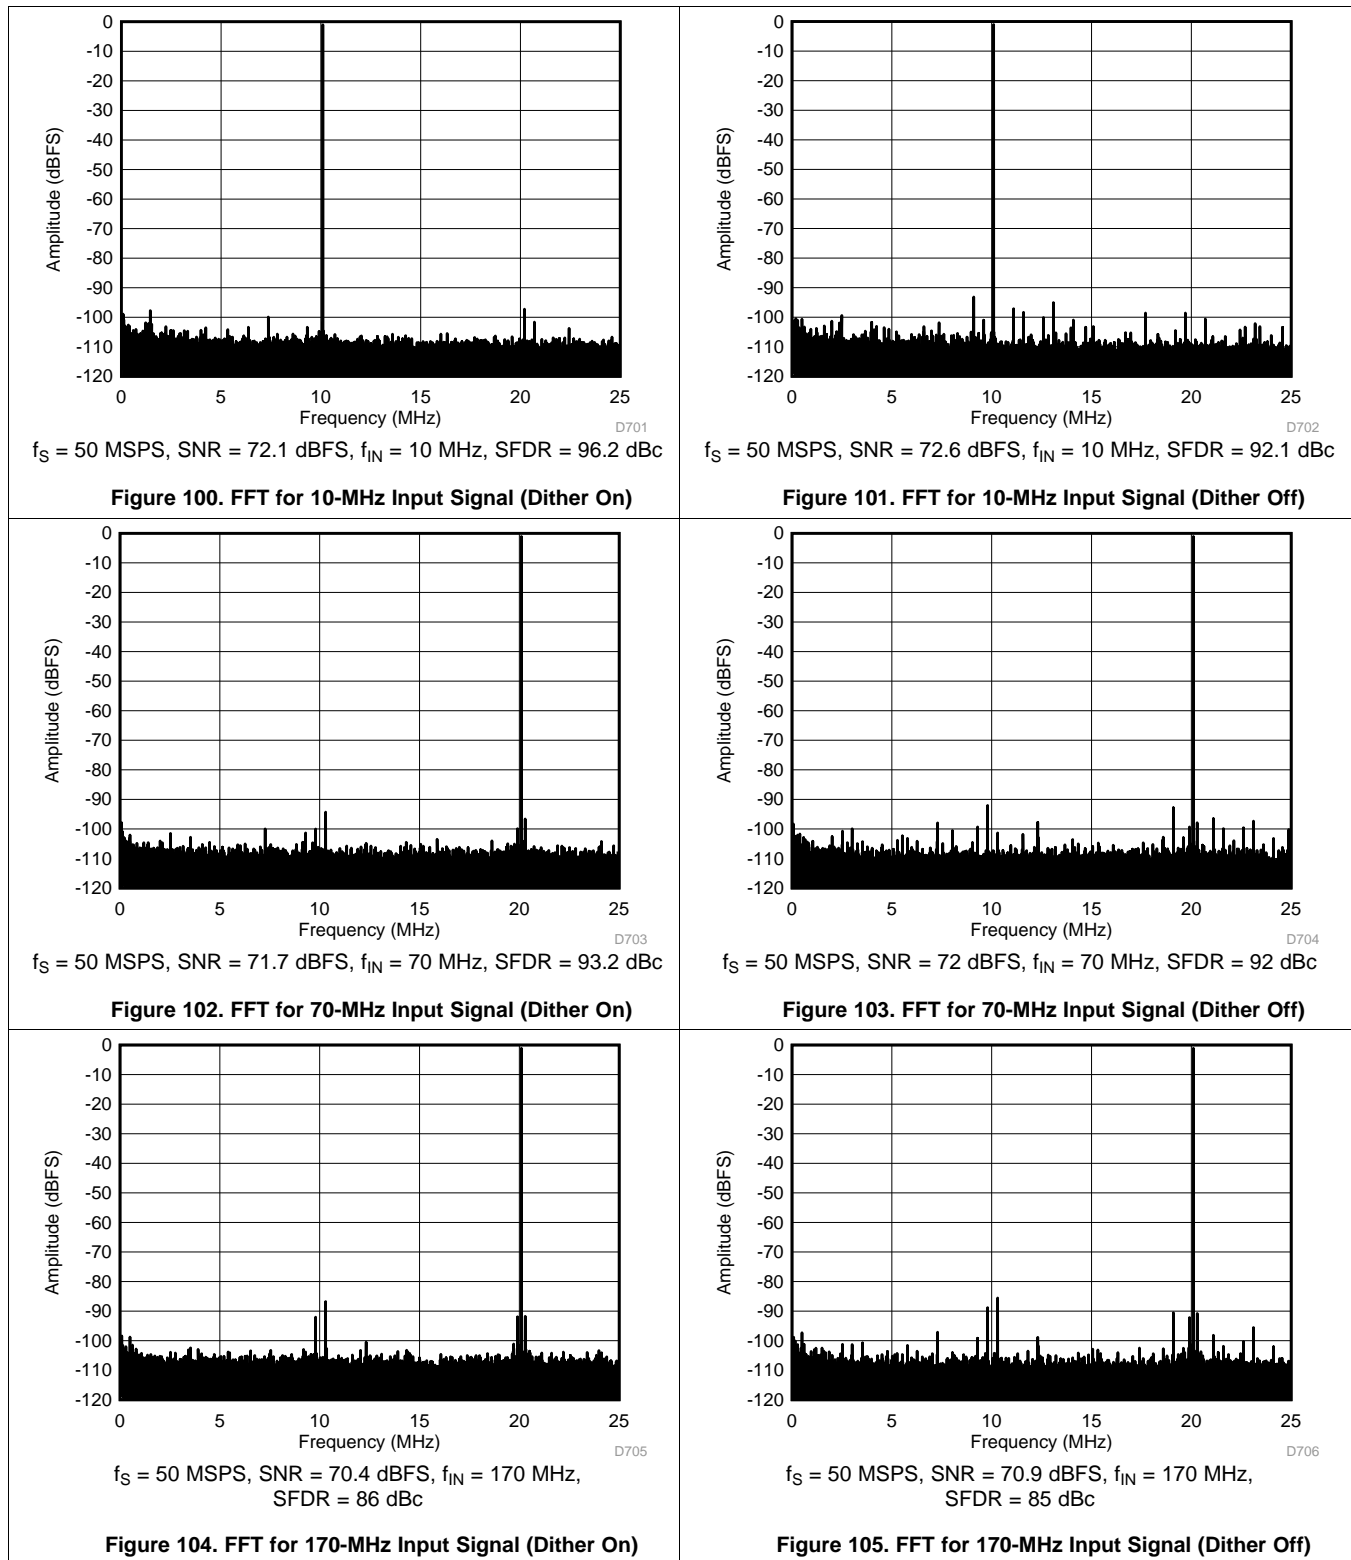 0
-10
-20
-30
-40
-50
-60
-70
-80
-90
-100
-110
-120
Amplitude (dBFS)
0 5 10 15 20 25
Frequency (MHz)
D701
fS = 50 MSPS, SNR = 72.1 dBFS, fIN = 10 MHz, SFDR = 96.2 dBc
Figure 100. FFT for 10-MHz Input Signal (Dither On)
0
-10
-20
-30
-40
-50
-60
-70
-80
-90
-100
-110
-120
Amplitude (dBFS)
0 5 10 15 20 25
Frequency (MHz)
D702
fS = 50 MSPS, SNR = 72.6 dBFS, fIN = 10 MHz, SFDR = 92.1 dBc
Figure 101. FFT for 10-MHz Input Signal (Dither Off)
0
-10
-20
-30
-40
-50
-60
-70
-80
-90
-100
-110
-120
Amplitude (dBFS)
0 5 10 15 20 25
Frequency (MHz)
D703
fS = 50 MSPS, SNR = 71.7 dBFS, fIN = 70 MHz, SFDR = 93.2 dBc
Figure 102. FFT for 70-MHz Input Signal (Dither On)
0
-10
-20
-30
-40
-50
-60
-70
-80
-90
-100
-110
-120
Amplitude (dBFS)
0 5 10 15 20 25
Frequency (MHz)
D704
fS = 50 MSPS, SNR = 72 dBFS, fIN = 70 MHz, SFDR = 92 dBc
Figure 103. FFT for 70-MHz Input Signal (Dither Off)
0
-10
-20
-30
-40
-50
-60
-70
-80
-90
-100
-110
-120
Amplitude (dBFS)
0 5 10 15 20 25
Frequency (MHz)
D705
fS = 50 MSPS, SNR = 70.4 dBFS, fIN = 170 MHz,
SFDR = 86 dBc
Figure 104. FFT for 170-MHz Input Signal (Dither On)
0
-10
-20
-30
-40
-50
-60
-70
-80
-90
-100
-110
-120
Amplitude (dBFS)
0 5 10 15 20 25
Frequency (MHz)
D706
fS = 50 MSPS, SNR = 70.9 dBFS, fIN = 170 MHz,
SFDR = 85 dBc
Figure 105. FFT for 170-MHz Input Signal (Dither Off)